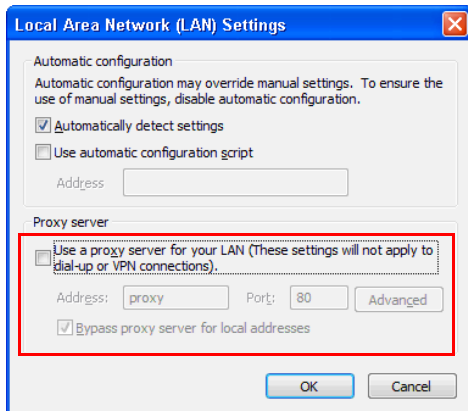 Local Area Network (LAN) Settings
Automatic configuration
Automatic configuration may override manual settings. To ensure the
use of manual settings, disable automatic configuration.
Automatically detect settings
Use automatic configuration script
Address
Proxy server
Use a proxy server for your LAN (These settings will not apply to
dial-up or VPN connections).
Address: proxy Port: 80 Advanced
Bypass proxy server for local addresses
OK Cancel